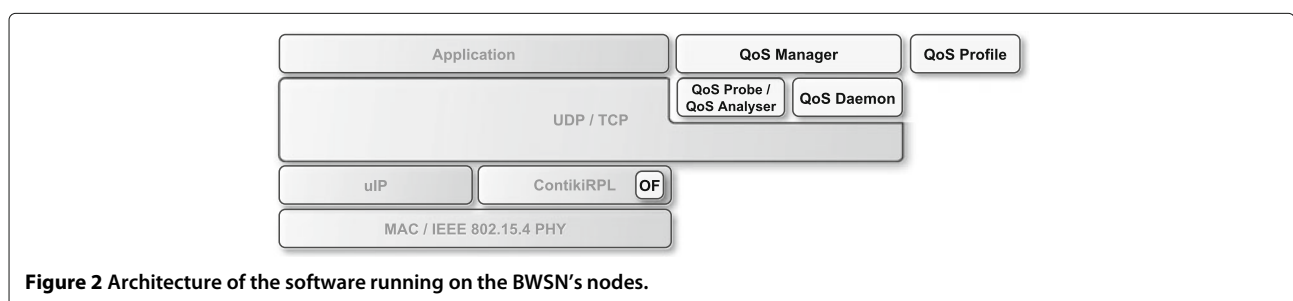 Application
QoS Manager
QoS Profile
QoS Probe /
QoS Analyser
QoS Daemon
UDP / TCP
uIP
ContikiRPL
OF
MAC / IEEE 802.15.4 PHY
Figure 2 Architecture of the software running on the BWSN's nodes.